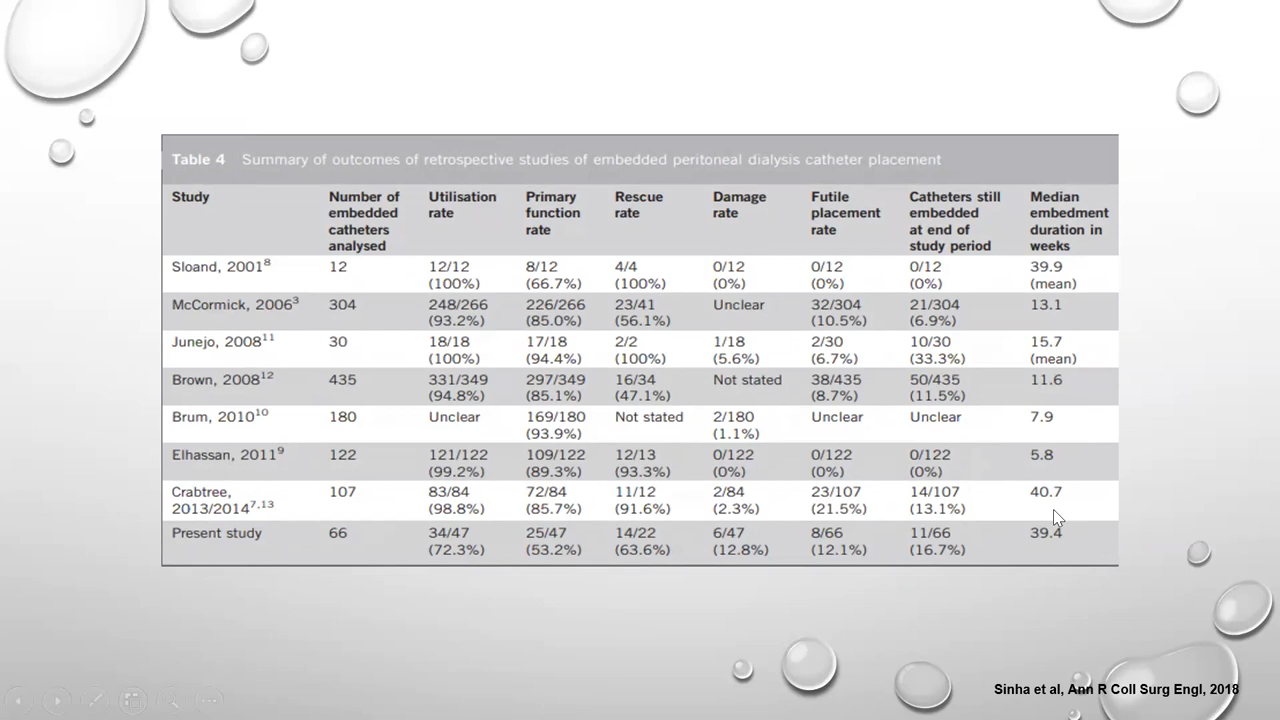 Table 4 Summary of outcomes of retrospective studies of embedded peritoneal dialysis catheter placement
Study Number of embedded catheters analysed Utilisation rate Primary function rate Rescue rate Damage rate Futile placement rate Catheters still embedded at end of study period Median embedment duration in weeks
Sloand, 2001⁸ 12 12/12 (100%) 8/12 (66.7%) 4/4 (100%) 0/12 (0%) 0/12 (0%) 0/12 (0%) 39.9 (mean)
McCormick, 2006³ 304 248/266 (93.2%) 226/266 (85.0%) 23/41 (56.1%) Unclear 32/304 (10.5%) 21/304 (6.9%) 13.1
Junejo, 2008¹¹ 30 18/18 (100%) 17/18 (94.4%) 2/2 (100%) 1/18 (5.6%) 2/30 (6.7%) 10/30 (33.3%) 15.7 (mean)
Brown, 2008¹² 435 331/349 (94.8%) 297/349 (85.1%) 16/34 (47.1%) Not stated 38/435 (8.7%) 50/435 (11.5%) 11.6
Brum, 2010¹⁰ 180 Unclear 169/180 (93.9%) Not stated 2/180 (1.1%) Unclear Unclear 7.9
Elhassan, 2011⁹ 122 121/122 (99.2%) 109/122 (89.3%) 12/13 (93.3%) 0/122 (0%) 0/122 (0%) 0/122 (0%) 5.8
Crabtree, 2013/2014⁷·¹³ 107 83/84 (98.8%) 72/84 (85.7%) 11/12 (91.6%) 2/84 (2.3%) 23/107 (21.5%) 14/107 (13.1%) 40.7
Present study 66 34/47 (72.3%) 25/47 (53.2%) 14/22 (63.6%) 6/47 (12.8%) 8/66 (12.1%) 11/66 (16.7%) 39.4
Sinha et al, Ann R Coll Surg Engl, 2018